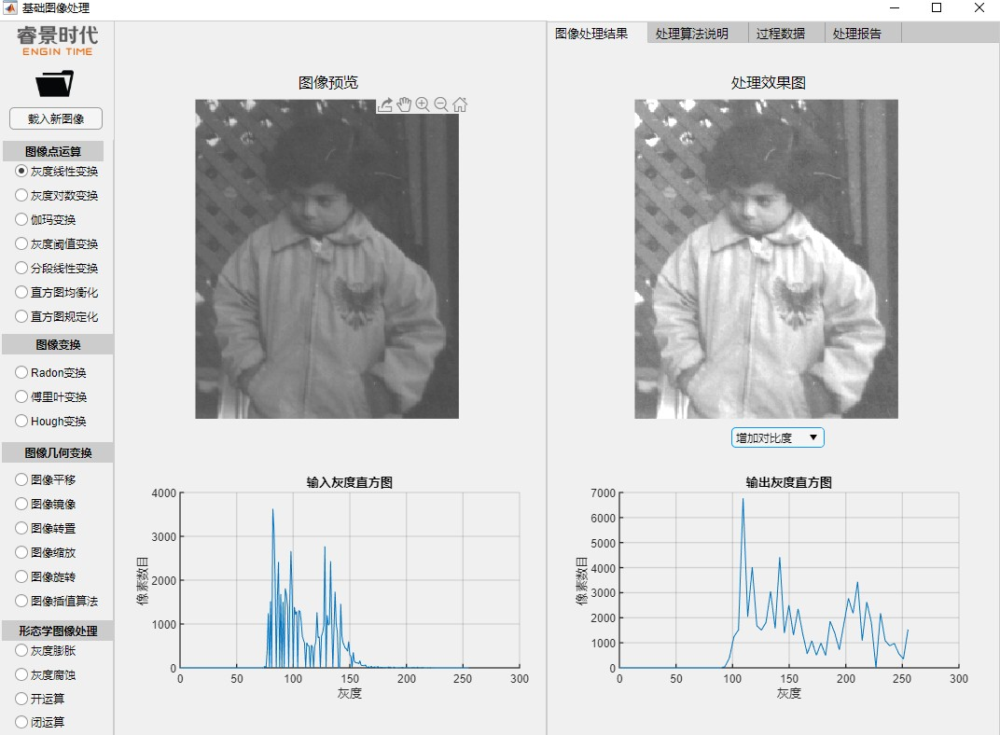 基础图像处理
睿景时代
ENGIN TIME
载入新图像
图像点运算
灰度线性变换
灰度对数变换
伽玛变换
灰度阈值变换
分段线性变换
直方图均衡化
直方图规定化
图像变换
Radon变换
傅里叶变换
Hough变换
图像几何变换
图像平移
图像镜像
图像转置
图像缩放
图像旋转
图像插值算法
形态学图像处理
灰度膨胀
灰度腐蚀
开运算
闭运算
图像预览
输入灰度直方图
像素数目
4000
3000
2000
1000
0
0 50 100 150 200 250 300
灰度
图像处理结果 处理算法说明 过程数据 处理报告
处理效果图
增加对比度
输出灰度直方图
像素数目
7000
6000
5000
4000
3000
2000
1000
0
0 50 100 150 200 250 300
灰度